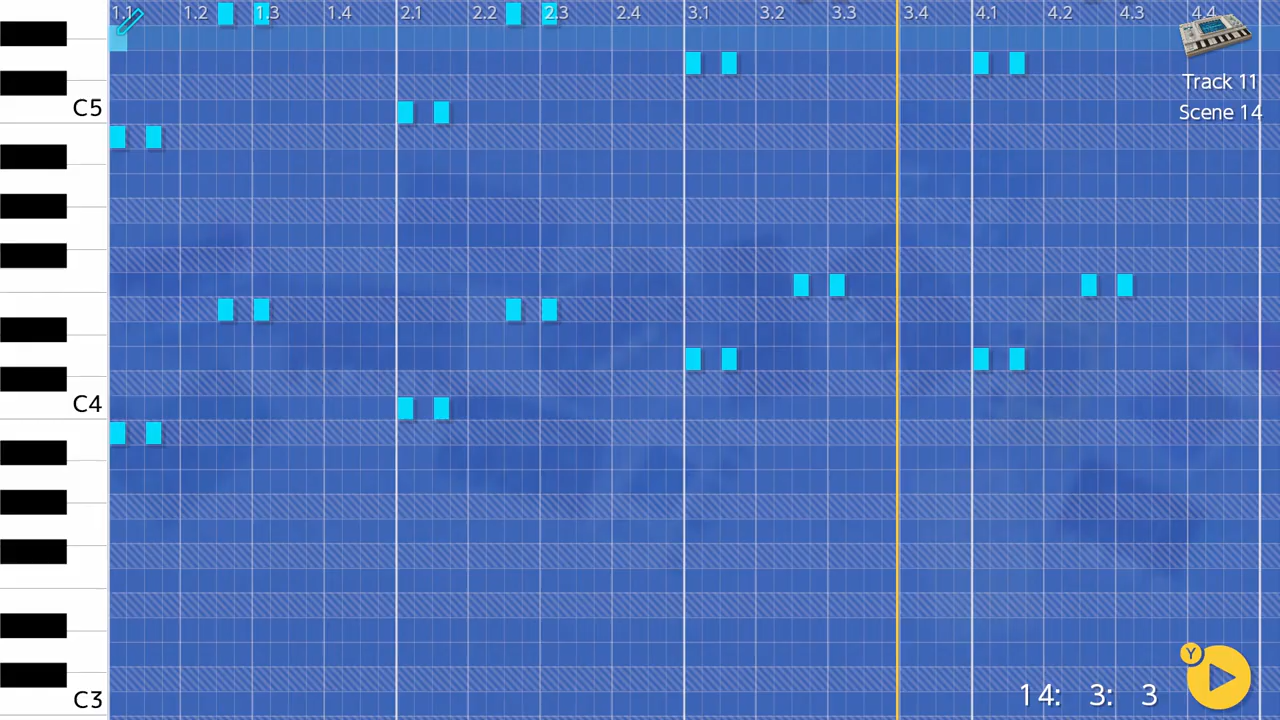 1.1 1.2 1.3 1.4 2.1 2.2 2.3 2.4 3.1 3.2 3.3 3.4 4.1 4.2 4.3 4.4
Track 11
C5
Scene 14
C4
Y
14: 3: 3
C3